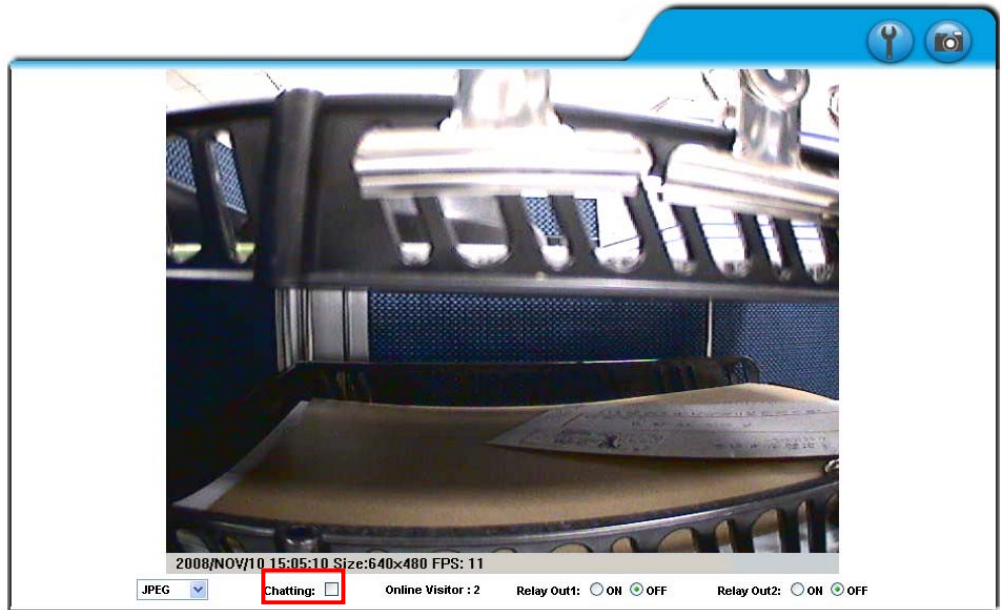 2008/NOV/10 15:05:10 Size:640x480 FPS: 11
JPEG Chatting: Online Visitor : 2 Relay Out1: ON OFF Relay Out2: ON OFF